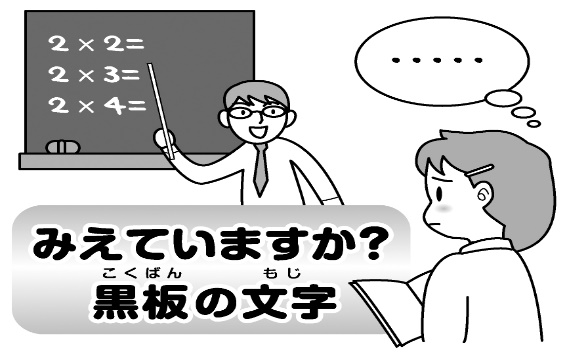 2×2=
2×3=
2×4=
・・・・・
みえていますか?
こくばん もじ
黒板の文字